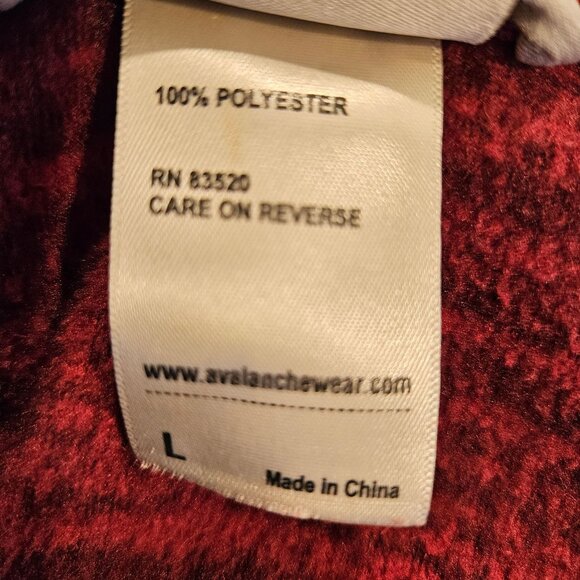 100% POLYESTER
RN 83520
CARE ON REVERSE
www.avalanchewear.com
L
Made in China